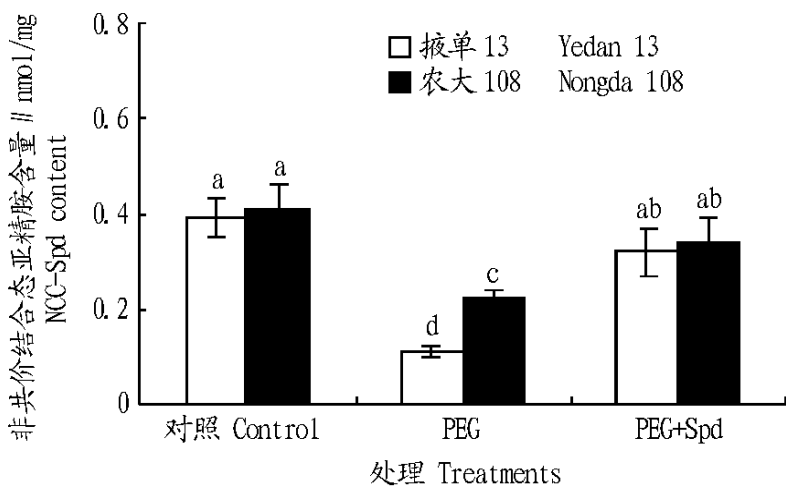 非共价结合态亚精胺含量∥nmol/mg
NCC-Spd content
0.8
0.6
0.4
0.2
0
掖单 13 Yedan 13
农大 108 Nongda 108
a
a
d
c
ab
ab
对照 Control
PEG
PEG+Spd
处理 Treatments